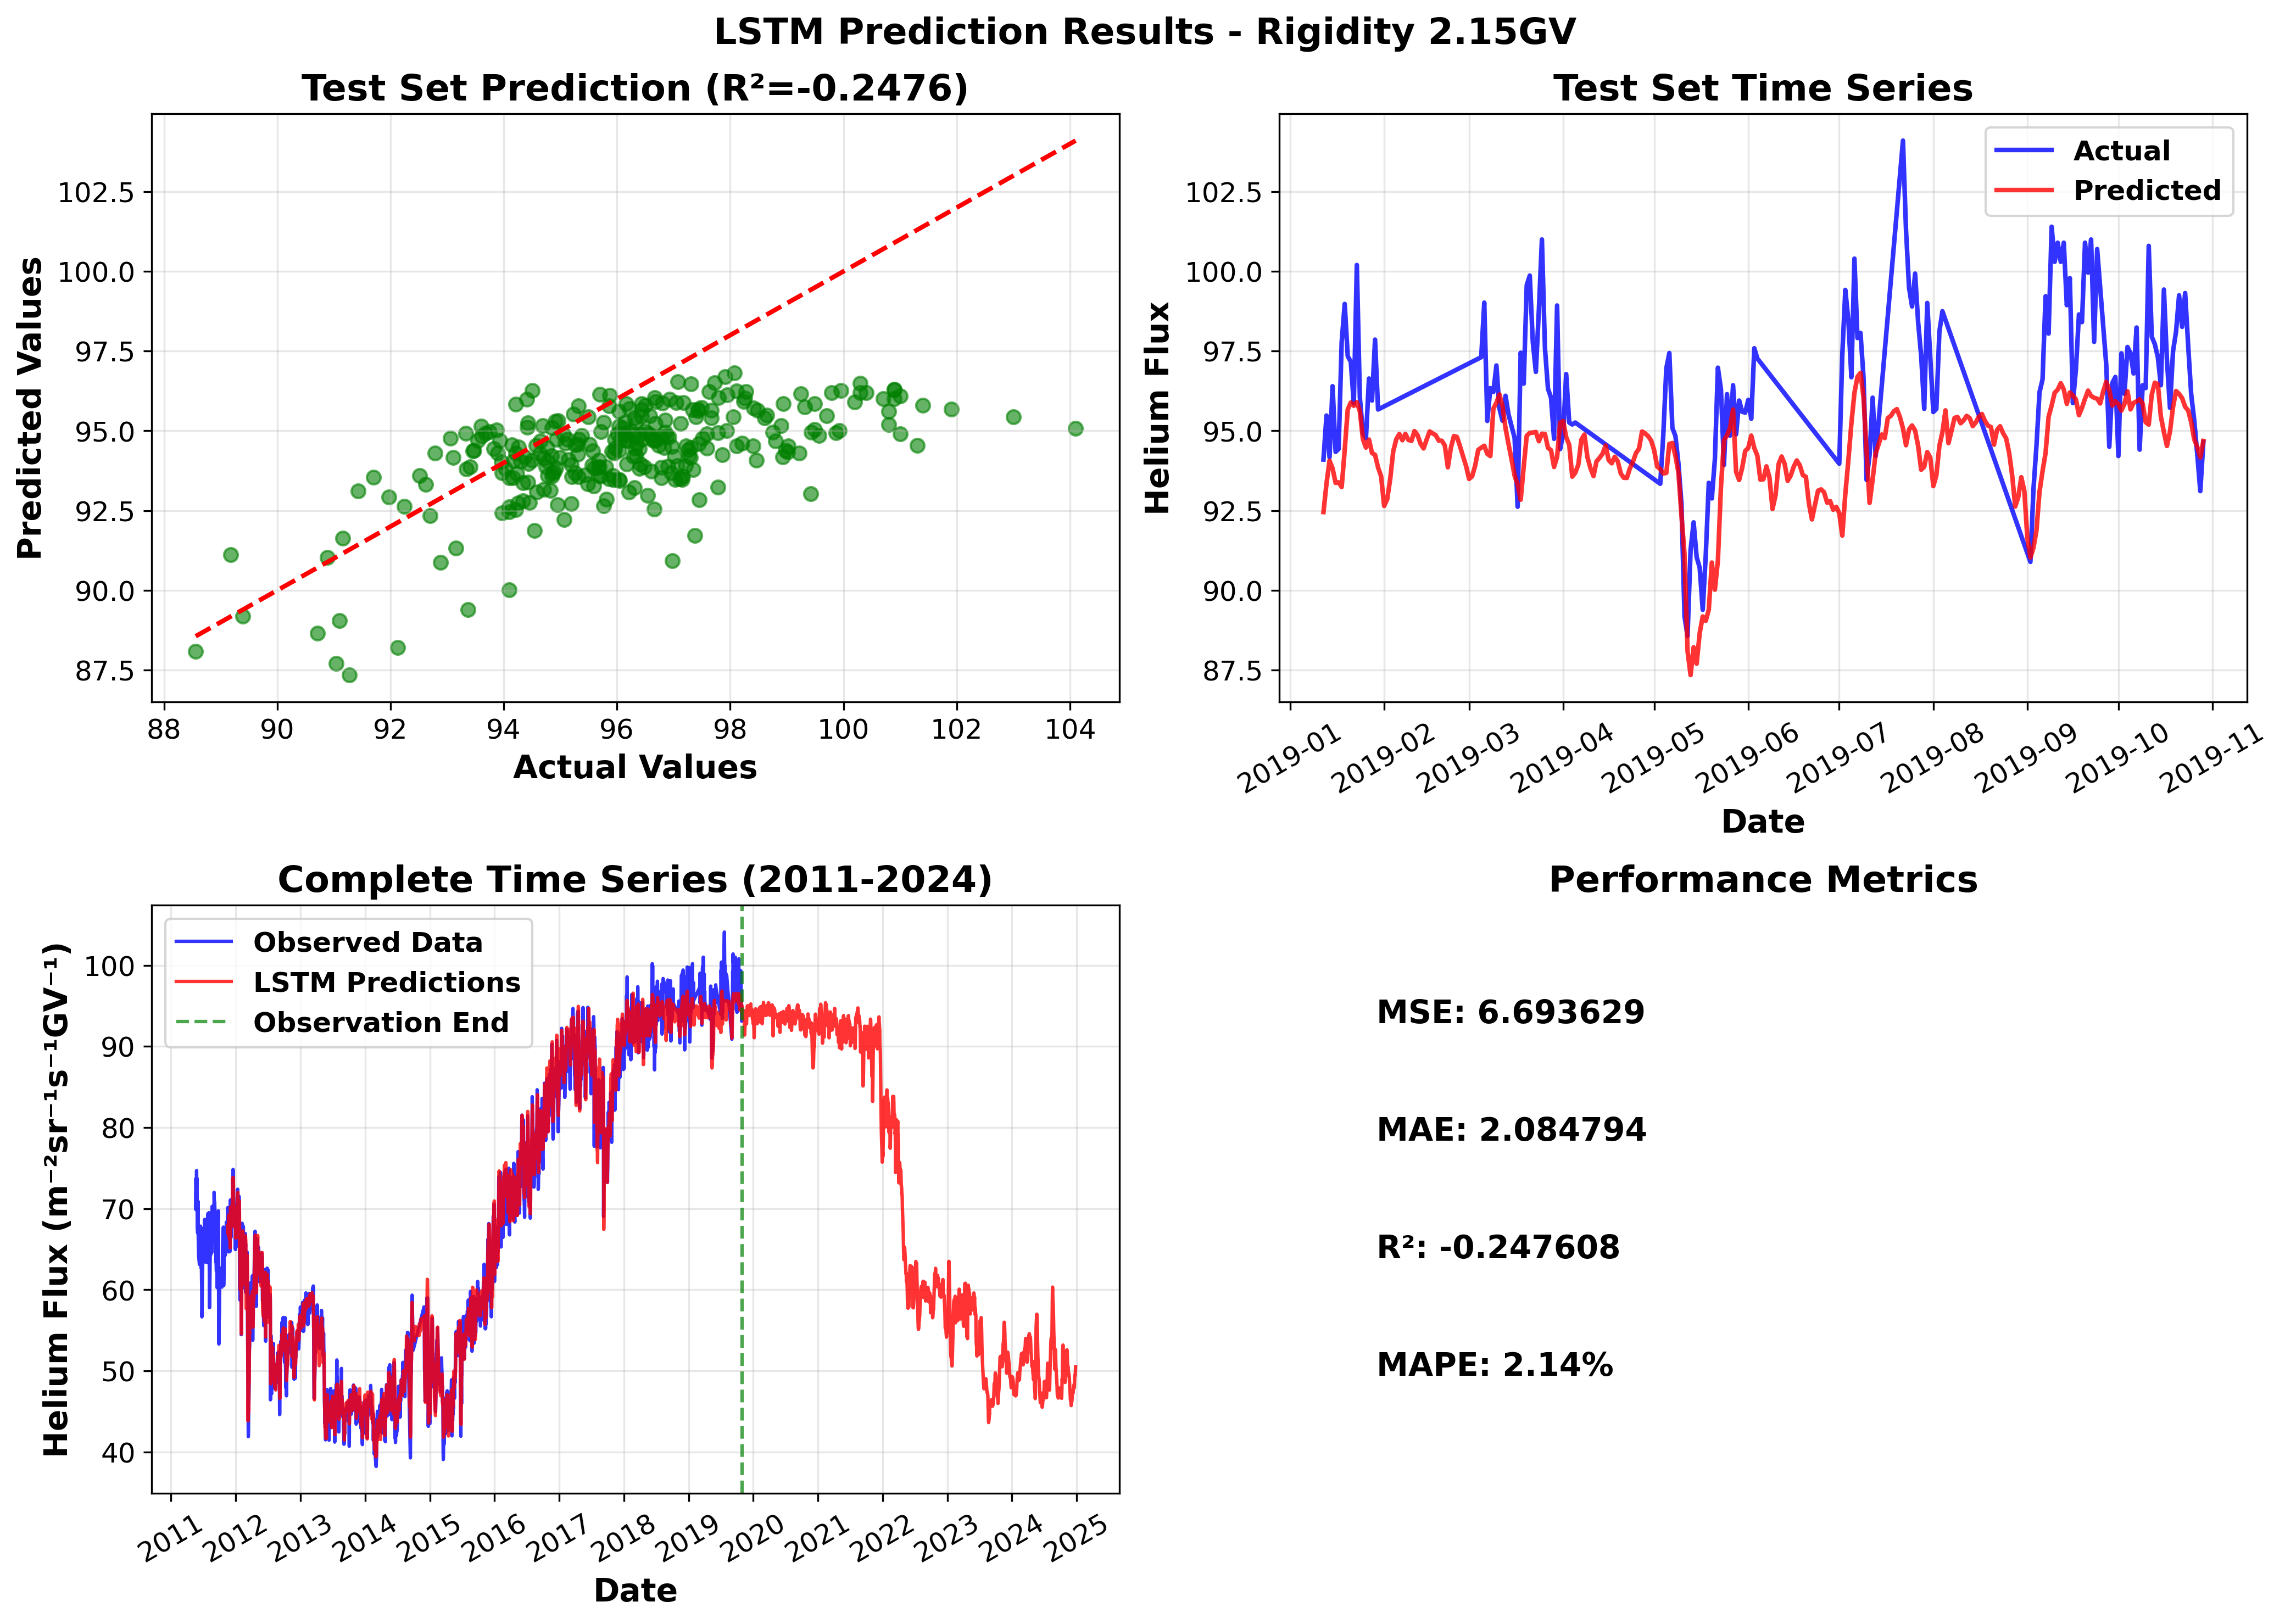 LSTM Prediction Results - Rigidity 2.15GV
Test Set Prediction (R²=-0.2476)
Predicted Values
102.5
100.0
97.5
95.0
92.5
90.0
87.5
88 90 92 94 96 98 100 102 104
Actual Values
Test Set Time Series
Helium Flux
102.5
100.0
97.5
95.0
92.5
90.0
87.5
Actual
Predicted
2019-01 2019-02 2019-03 2019-04 2019-05 2019-06 2019-07 2019-08 2019-09 2019-10 2019-11
Date
Complete Time Series (2011-2024)
Helium Flux (m⁻²sr⁻¹s⁻¹GV⁻¹)
100
90
80
70
60
50
40
Observed Data
LSTM Predictions
Observation End
2011 2012 2013 2014 2015 2016 2017 2018 2019 2020 2021 2022 2023 2024 2025
Date
Performance Metrics
MSE: 6.693629
MAE: 2.084794
R²: -0.247608
MAPE: 2.14%